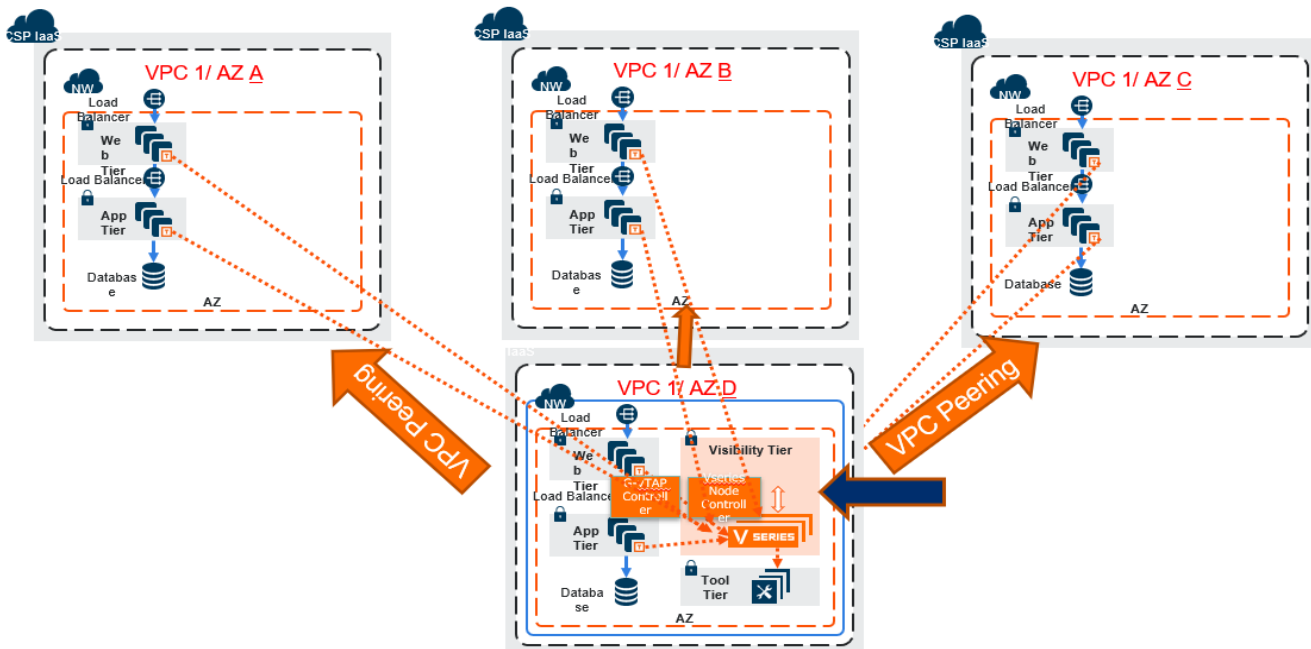 CSP IaaS
VPC 1/ AZ A
NW
Load
Balancer
We
b
Tier
Load Balancer
App
Tier
Databas
e
AZ
CSP IaaS
VPC 1/ AZ B
NW
Load
Balancer
We
b
Tier
Load Balancer
App
Tier
Databas
e
AZ
CSP IaaS
VPC 1/ AZ C
NW
Load
Balancer
We
b
Tier
Load Balancer
App
Tier
Database
AZ
VPC Peering
VPC Peering
IaaS
VPC 1/ AZ D
NW
Load
Balancer
We
b
Tier
Load Balancer
App
Tier
Databa
se
AZ
Controll
er
Visibility Tier
Vseries
Node
Controll
er
V SERIES
Tool
Tier
T
T
T
T
T
T
T
T